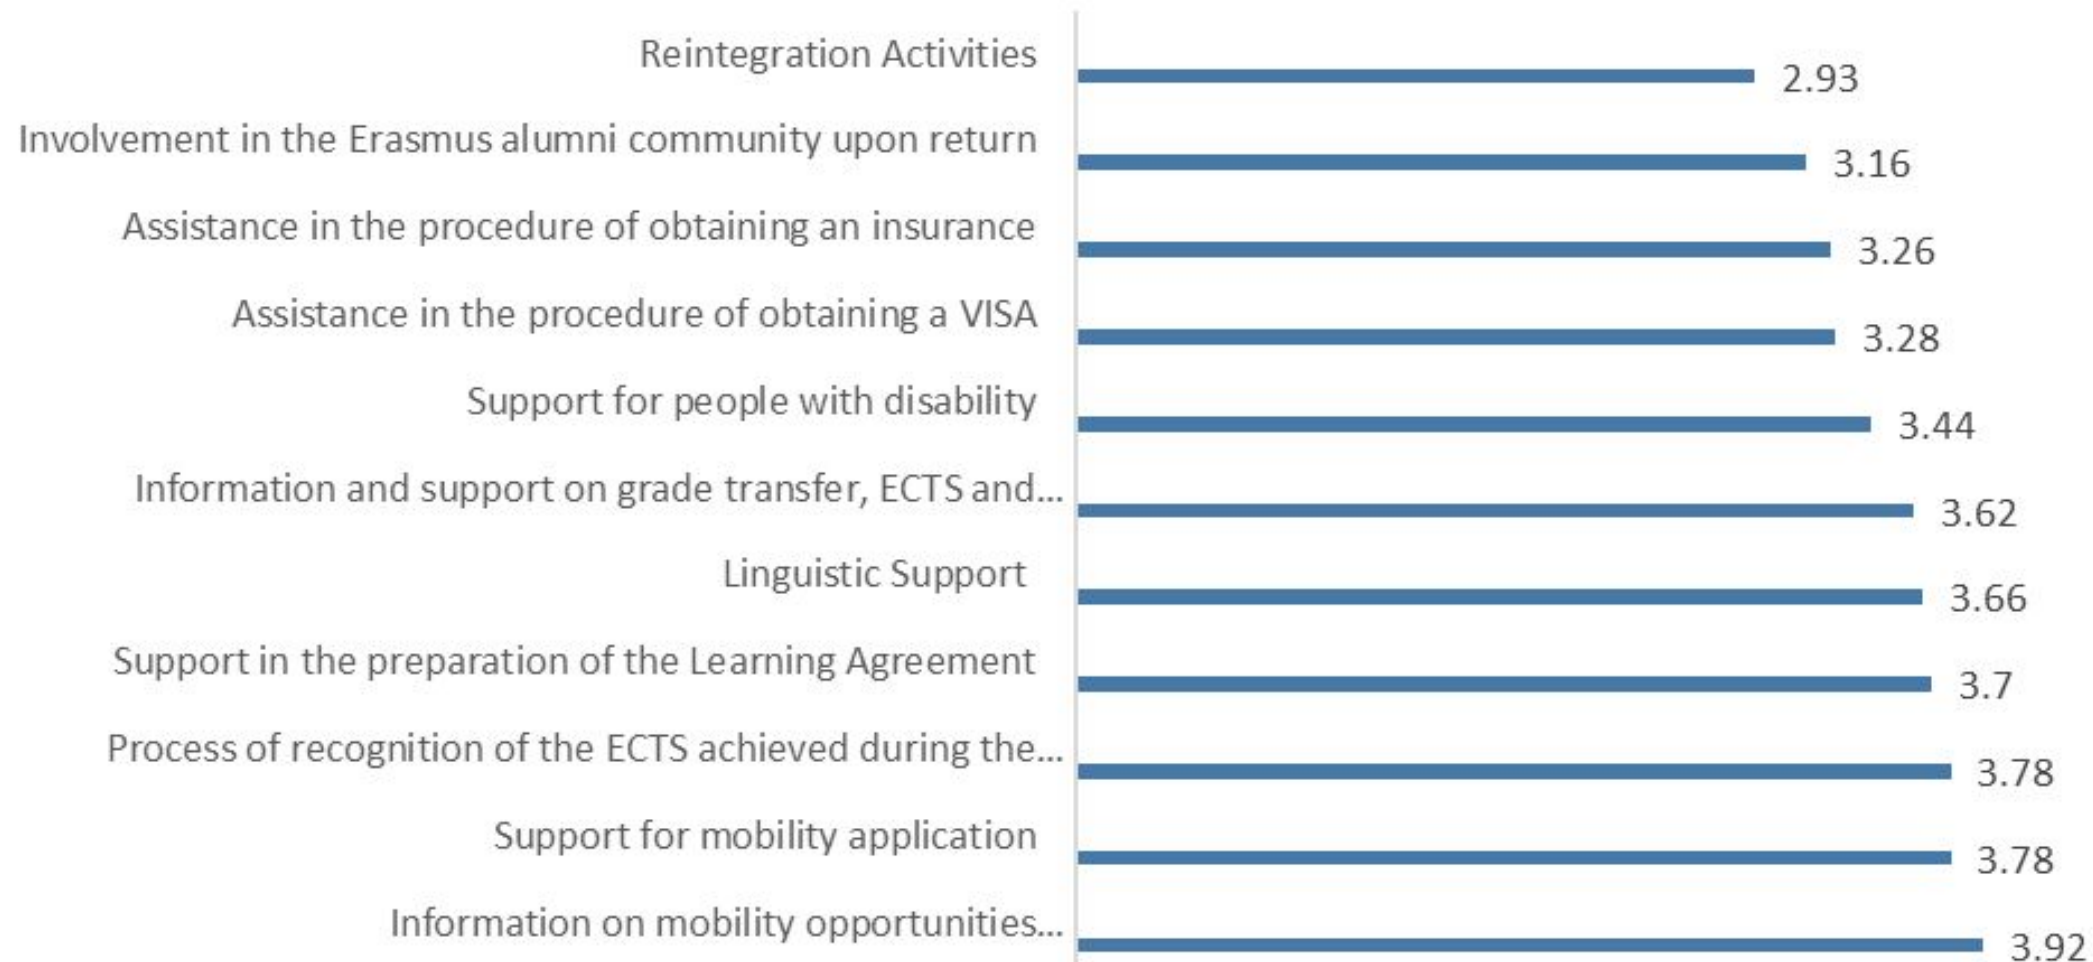 Reintegration Activities
2.93
Involvement in the Erasmus alumni community upon return
3.16
Assistance in the procedure of obtaining an insurance
3.26
Assistance in the procedure of obtaining a VISA
3.28
Support for people with disability
3.44
Information and support on grade transfer, ECTS and...
3.62
Linguistic Support
3.66
Support in the preparation of the Learning Agreement
3.7
Process of recognition of the ECTS achieved during the...
3.78
Support for mobility application
3.78
Information on mobility opportunities...
3.92